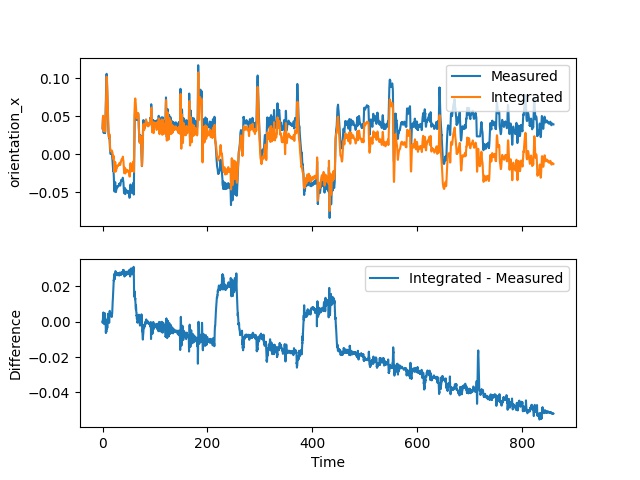 orientation_x
0.10
0.05
0.00
−0.05
Measured
Integrated
Difference
0.02
0.00
−0.02
−0.04
Integrated - Measured
0
200
400
600
800
Time